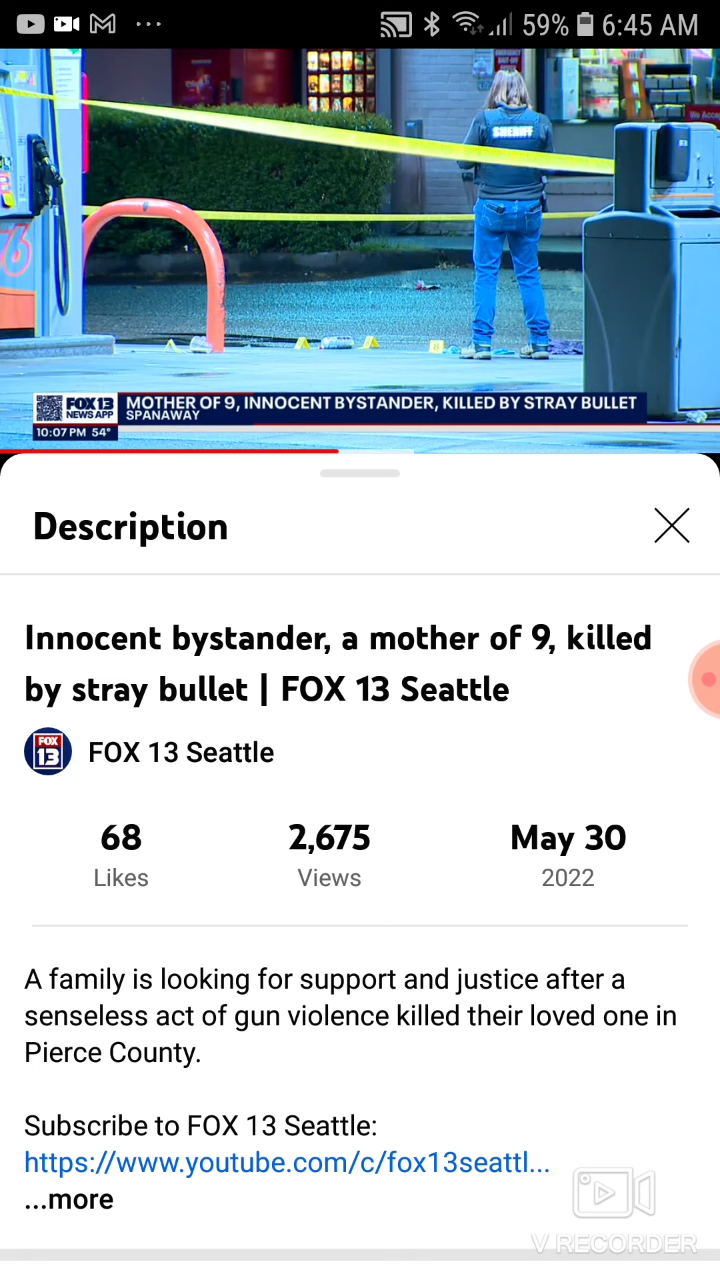 59% 6:45 AM
SHERIFF
We Acce
76
FOX 13
NEWS APP
MOTHER OF 9, INNOCENT BYSTANDER, KILLED BY STRAY BULLET
SPANAWAY
10:07 PM 54°
Description
Innocent bystander, a mother of 9, killed
by stray bullet | FOX 13 Seattle
FOX
13
FOX 13 Seattle
68
2,675
May 30
Likes
Views
2022
A family is looking for support and justice after a
senseless act of gun violence killed their loved one in
Pierce County.
Subscribe to FOX 13 Seattle:
https://www.youtube.com/c/fox13seattl...
...more
V RECORDER